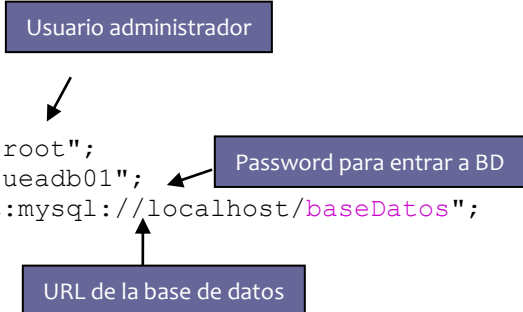 Usuario administrador
root";
ueadb01";
Password para entrar a BD
:mysql://localhost/baseDatos";
URL de la base de datos